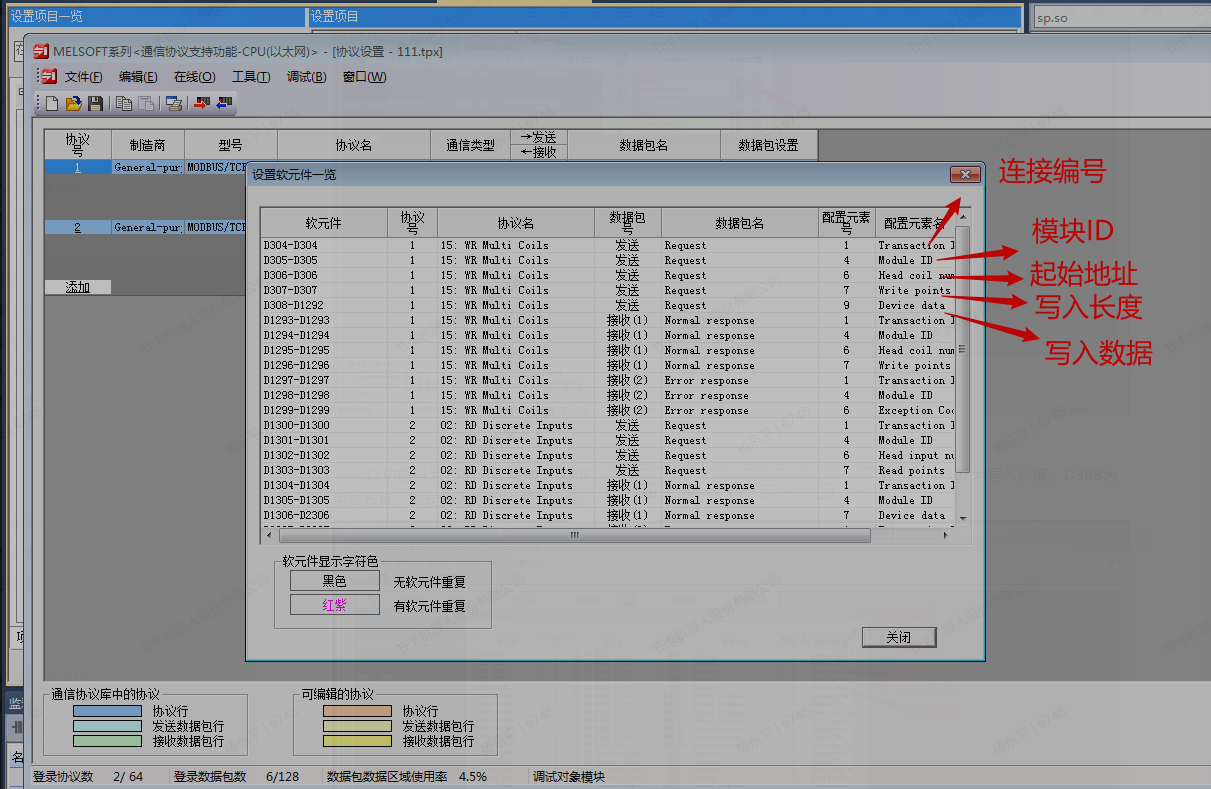 设置项目一览
设置项目
sp.so
MELSOFT系列<通信协议支持功能-CPU(以太网)> - [协议设置 - 111.tpx]
文件(F) 编辑(E) 在线(O) 工具(T) 调试(B) 窗口(W)
协议号 制造商 型号 协议名 通信类型 →发送 ←接收 数据包名 数据包设置
1 General-pur MODBUS/TCP
2 General-pur MODBUS/TCP
添加
设置软元件一览
软元件 协议号 协议名 数据包号 数据包名 配置元素号 配置元素名
D304-D304 1 15: WR Multi Coils 发送 Request 1 Transaction I
D305-D305 1 15: WR Multi Coils 发送 Request 4 Module ID
D306-D306 1 15: WR Multi Coils 发送 Request 6 Head coil num
D307-D307 1 15: WR Multi Coils 发送 Request 7 Write points
D308-D1292 1 15: WR Multi Coils 发送 Request 9 Device data
D1293-D1293 1 15: WR Multi Coils 接收(1) Normal response 1 Transaction I
D1294-D1294 1 15: WR Multi Coils 接收(1) Normal response 4 Module ID
D1295-D1295 1 15: WR Multi Coils 接收(1) Normal response 6 Head coil num
D1296-D1296 1 15: WR Multi Coils 接收(1) Normal response 7 Write points
D1297-D1297 1 15: WR Multi Coils 接收(2) Error response 1 Transaction I
D1298-D1298 1 15: WR Multi Coils 接收(2) Error response 4 Module ID
D1299-D1299 1 15: WR Multi Coils 接收(2) Error response 6 Exception Coc
D1300-D1300 2 02: RD Discrete Inputs 发送 Request 1 Transaction I
D1301-D1301 2 02: RD Discrete Inputs 发送 Request 4 Module ID
D1302-D1302 2 02: RD Discrete Inputs 发送 Request 6 Head input nu
D1303-D1303 2 02: RD Discrete Inputs 发送 Request 7 Read points
D1304-D1304 2 02: RD Discrete Inputs 接收(1) Normal response 1 Transaction I
D1305-D1305 2 02: RD Discrete Inputs 接收(1) Normal response 4 Module ID
D1306-D2306 2 02: RD Discrete Inputs 接收(1) Normal response 7 Device data
连接编号
模块ID
起始地址
写入长度
写入数据
软元件显示字符色
黑色 无软元件重复
红紫 有软元件重复
关闭
通信协议库中的协议
协议行
发送数据包行
接收数据包行
可编辑的协议
协议行
发送数据包行
接收数据包行
登录协议数 2/ 64 登录数据包数 6/128 数据包数据区域使用率 4.5% 调试对象模块